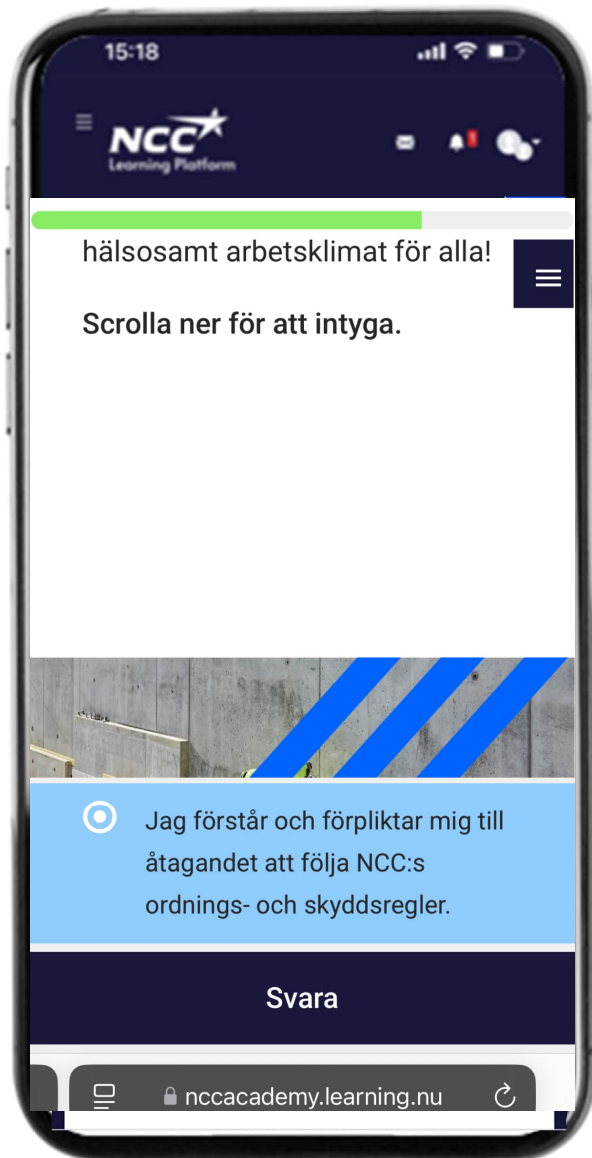 15:18
NCC
Learning Platform
hälsosamt arbetsklimat för alla!
Scrolla ner för att intyga.
Jag förstår och förpliktar mig till
åtagandet att följa NCC:s
ordnings- och skyddsregler.
Svara
nccacademy.learning.nu